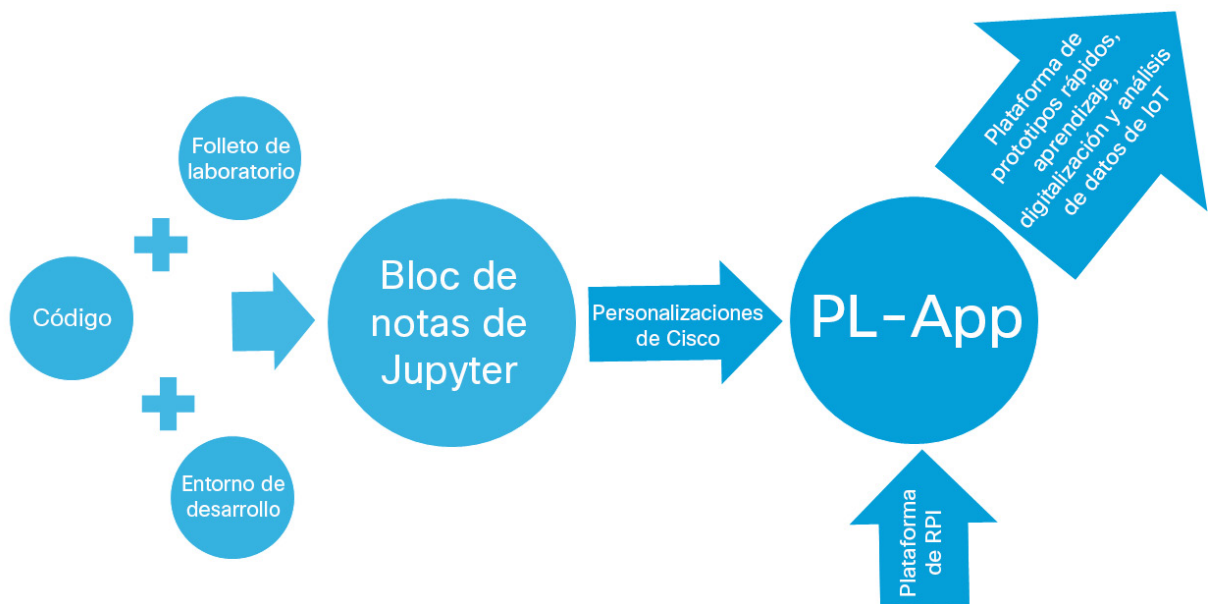 Folleto de
laboratorio
Código
Entorno de
desarrollo
Bloc de
notas de
Jupyter
Personalizaciones
de Cisco
PL-App
Plataforma de
prototipos rápidos,
aprendizaje,
digitalización y análisis
de datos de IoT
Plataforma
de RPI